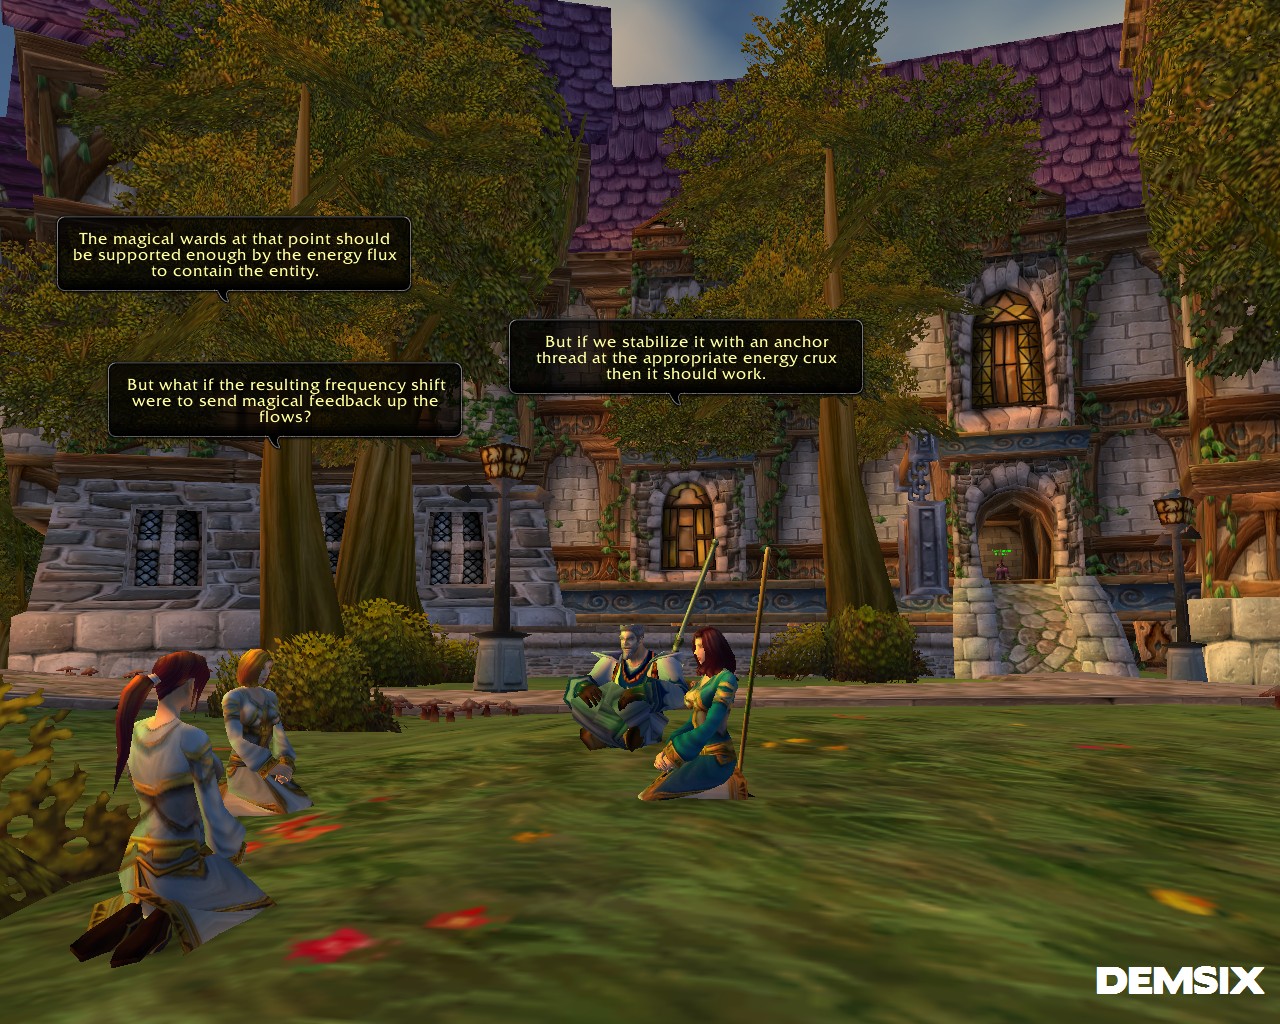 The magical wards at that point should
be supported enough by the energy flux
to contain the entity.
But if we stabilize it with an anchor
thread at the appropriate energy crux
then it should work.
But what if the resulting frequency shift
were to send magical feedback up the
flows?
DEMSIX